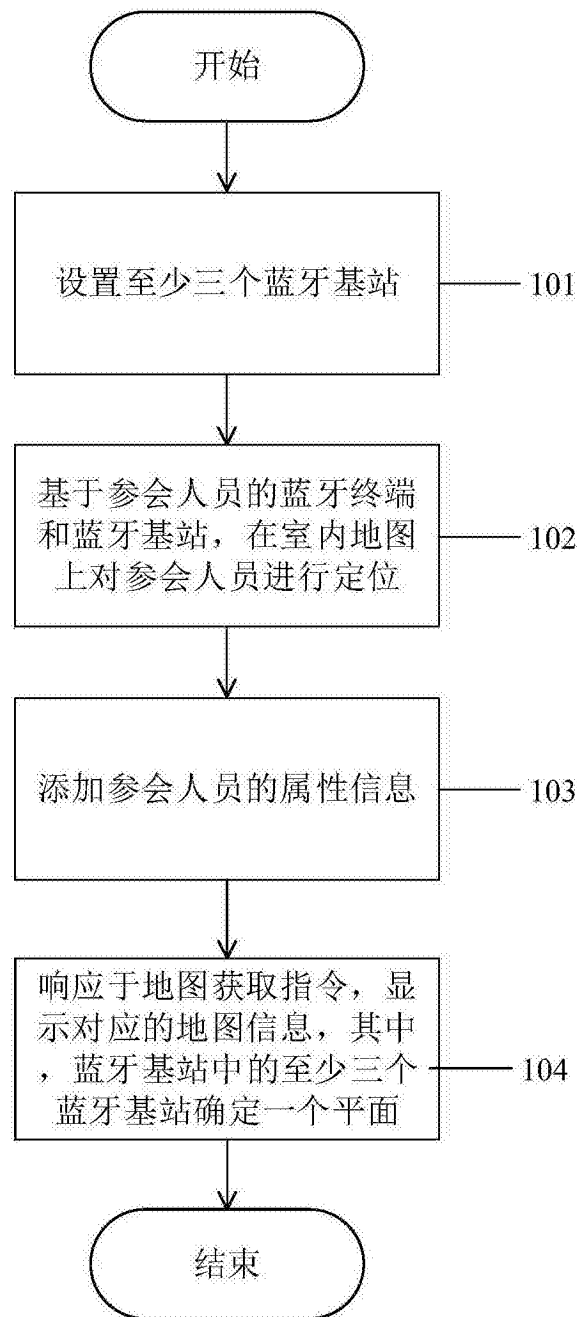 开始
设置至少三个蓝牙基站
101
基于参会人员的蓝牙终端
和蓝牙基站，在室内地图
上对参会人员进行定位
102
添加参会人员的属性信息
103
响应于地图获取指令，显
示对应的地图信息，其中
，蓝牙基站中的至少三个
蓝牙基站确定一个平面
104
结束